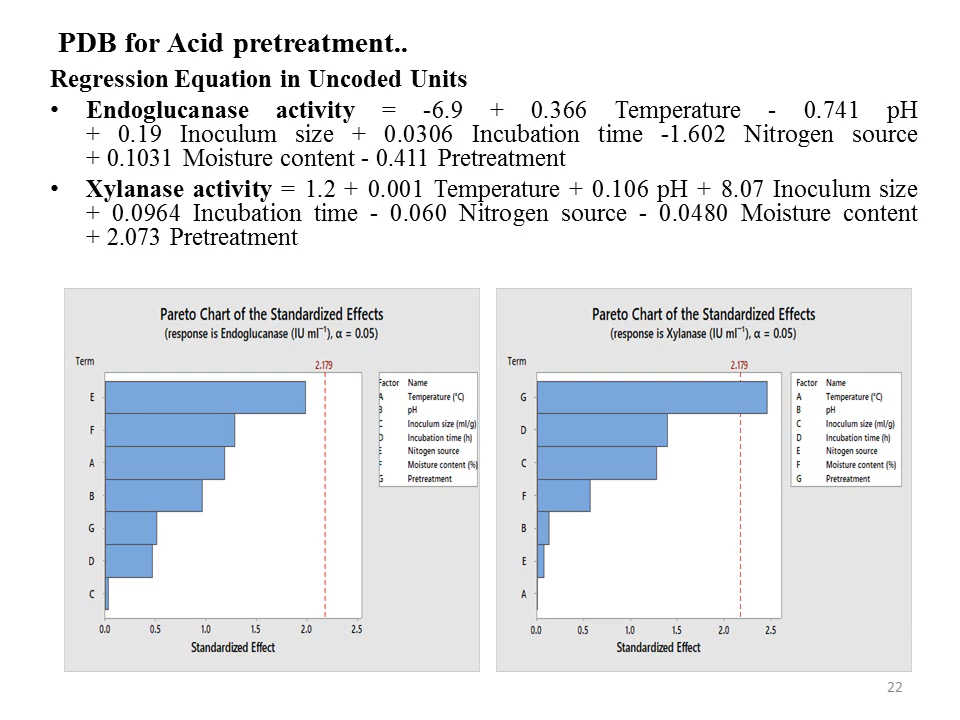 PDB for Acid pretreatment..
Regression Equation in Uncoded Units
• Endoglucanase activity = -6.9 + 0.366 Temperature - 0.741 pH
+ 0.19 Inoculum size + 0.0306 Incubation time -1.602 Nitrogen source
+ 0.1031 Moisture content - 0.411 Pretreatment
• Xylanase activity = 1.2 + 0.001 Temperature + 0.106 pH + 8.07 Inoculum size
+ 0.0964 Incubation time - 0.060 Nitrogen source - 0.0480 Moisture content
+ 2.073 Pretreatment
Pareto Chart of the Standardized Effects
(response is Endoglucanase (IU ml⁻¹), α = 0.05)
Term
2.179
E
F
A
B
G
D
C
0.0 0.5 1.0 1.5 2.0 2.5
Standardized Effect
Factor Name
A Temperature (°C)
B pH
C Inoculum size (ml/g)
D Incubation time (h)
E Nitogen source
F Moisture content (%)
G Pretreatment
Pareto Chart of the Standardized Effects
(response is Xylanase (IU ml⁻¹), α = 0.05)
Term
2.179
G
D
C
F
B
E
A
0.0 0.5 1.0 1.5 2.0 2.5
Standardized Effect
Factor Name
A Temperature (°C)
B pH
C Inoculum size (ml/g)
D Incubation time (h)
E Nitogen source
F Moisture content (%)
G Pretreatment
22